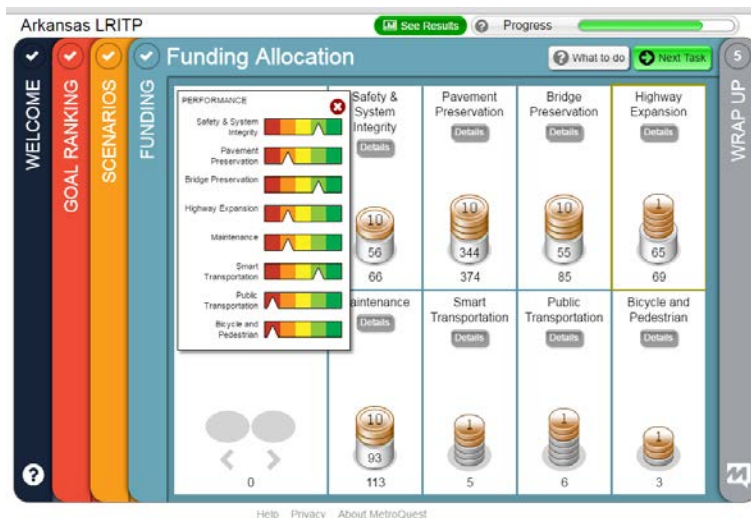 Arkansas LRITP
See Results
? Progress
WELCOME
GOAL RANKING
SCENARIOS
FUNDING
Funding Allocation
? What to do
Next Task
5
WRAP UP
PERFORMANCE
Safety & System
Integrity
Pavement
Preservation
Bridge Preservation
Highway Expansion
Maintenance
Smart
Transportation
Public
Transportation
Bicycle and
Pedestrian
Safety &
System
Integrity
Details
10
56
66
Pavement
Preservation
Details
10
344
374
Bridge
Preservation
Details
10
55
85
Highway
Expansion
Details
1
65
69
0
aintenance
Details
10
93
113
Smart
Transportation
Details
1
5
Public
Transportation
Details
1
6
Bicycle and
Pedestrian
Details
1
3
?
Help Privacy About MetroQuest